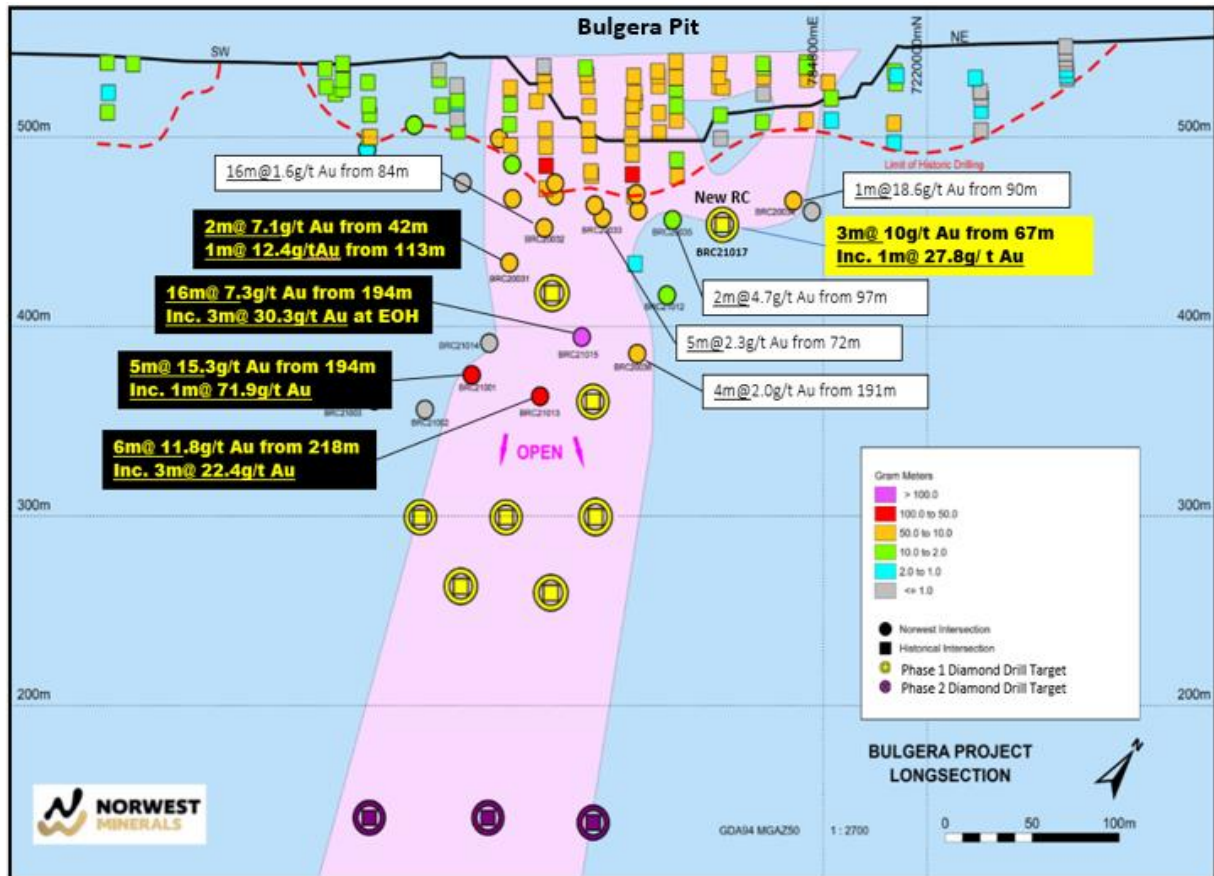 Bulgera Pit
SW
784800mE
7220000mN
NE
500m
500m
Limit of Historic Drilling
16m@1.6g/t Au from 84m
1m@18.6g/t Au from 90m
New RC
BRC21017
2m@ 7.1g/t Au from 42m
1m@ 12.4g/tAu from 113m
3m@ 10g/t Au from 67m
Inc. 1m@ 27.8g/ t Au
BRC20032
BRC20033
BRC20035
BRC20031
16m@ 7.3g/t Au from 194m
Inc. 3m@ 30.3g/t Au at EOH
2m@4.7g/t Au from 97m
BRC21012
400m
400m
5m@2.3g/t Au from 72m
BRC21014
BRC21015
BRC20036
5m@ 15.3g/t Au from 194m
Inc. 1m@ 71.9g/t Au
4m@2.0g/t Au from 191m
BRC21001
BRC21013
BRC21003
BRC21002
6m@ 11.8g/t Au from 218m
Inc. 3m@ 22.4g/t Au
OPEN
Gram Meters
> 100.0
100.0 to 50.0
50.0 to 10.0
10.0 to 2.0
2.0 to 1.0
<= 1.0
Norwest Intersection
Historical Intersection
Phase 1 Diamond Drill Target
Phase 2 Diamond Drill Target
300m
300m
200m
200m
BULGERA PROJECT
LONGSECTION
N
NORWEST
MINERALS
GDA94 MGAZ50
1 : 2700
0 50 100m